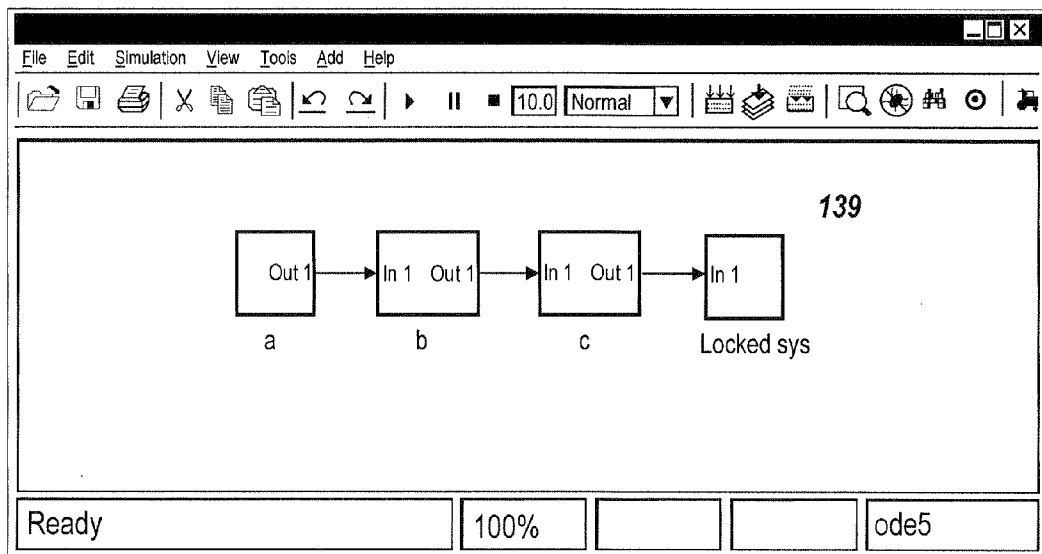 File Edit Simulation View Tools Add Help
10.0 Normal
139
Out 1 In 1 Out 1 In 1 Out 1 In 1
a b c Locked sys
Ready 100% ode5